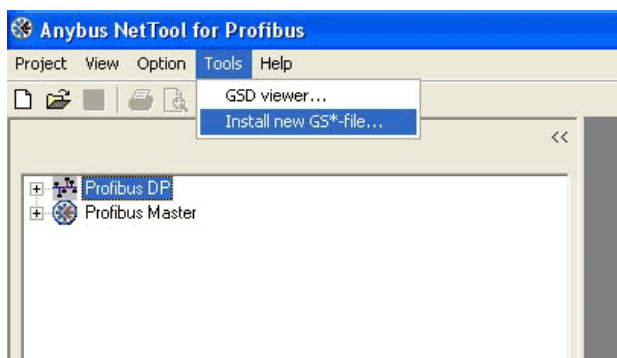 Anybus NetTool for Profibus
Project View Option Tools Help
GSD viewer...
Install new GS*-file...
<<
Profibus DP
Profibus Master